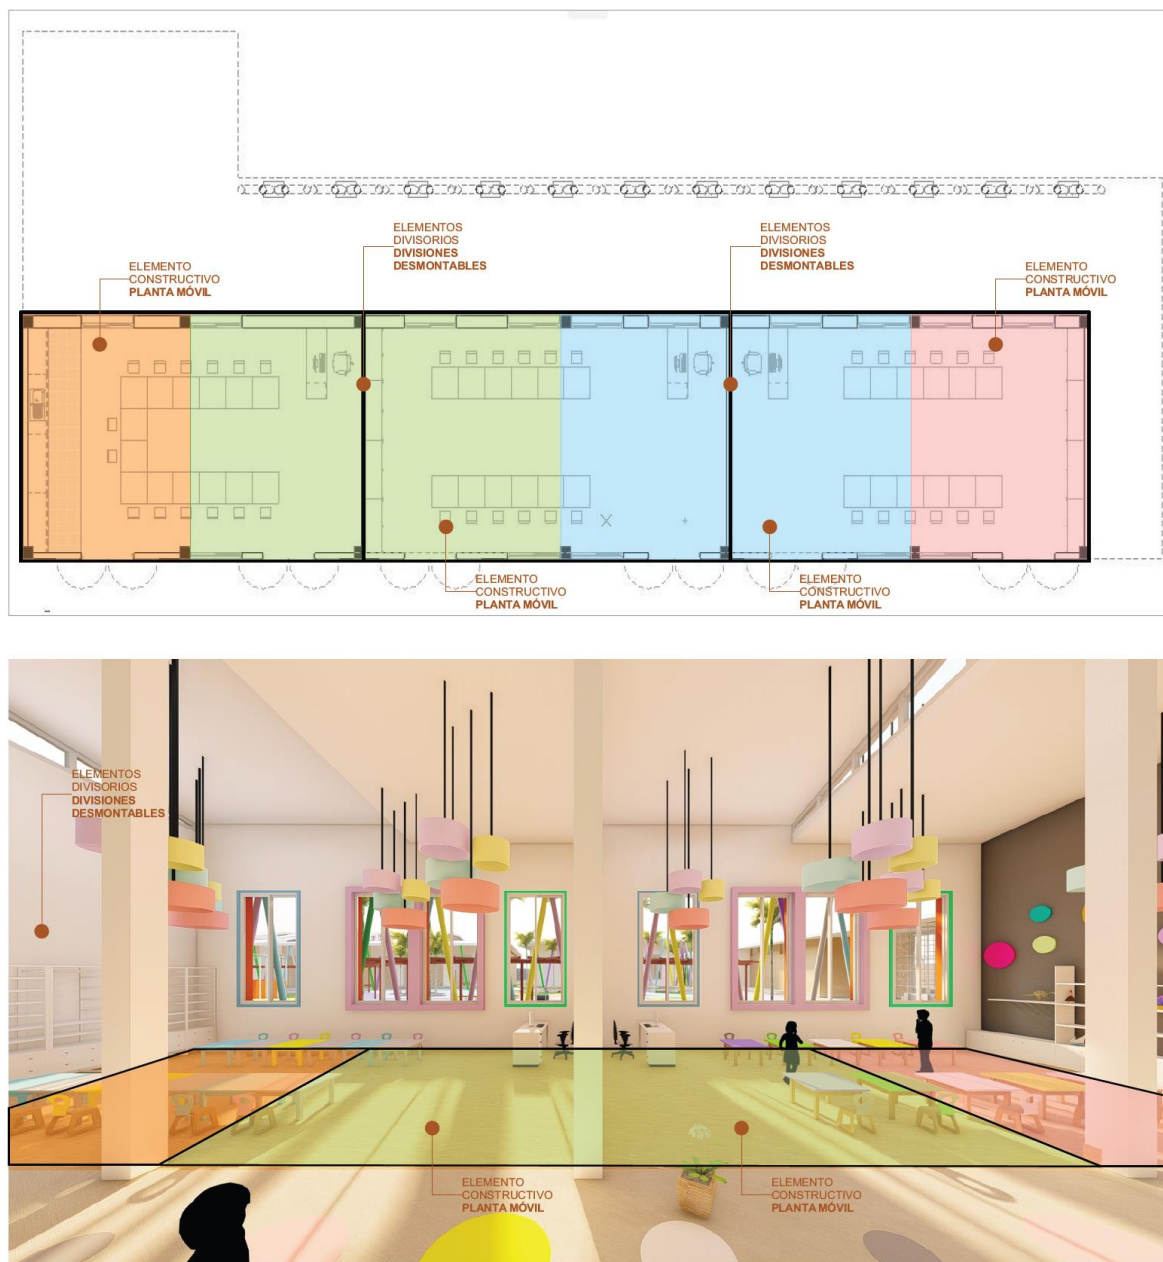 ELEMENTOS
DIVISORIOS
DIVISIONES
DESMONTABLES
ELEMENTOS
DIVISORIOS
DIVISIONES
DESMONTABLES
ELEMENTO
CONSTRUCTIVO
PLANTA MÓVIL
ELEMENTO
CONSTRUCTIVO
PLANTA MÓVIL
ELEMENTO
CONSTRUCTIVO
PLANTA MÓVIL
ELEMENTO
CONSTRUCTIVO
PLANTA MÓVIL
ELEMENTOS
DIVISORIOS
DIVISIONES
DESMONTABLES
ELEMENTO
CONSTRUCTIVO
PLANTA MÓVIL
ELEMENTO
CONSTRUCTIVO
PLANTA MÓVIL